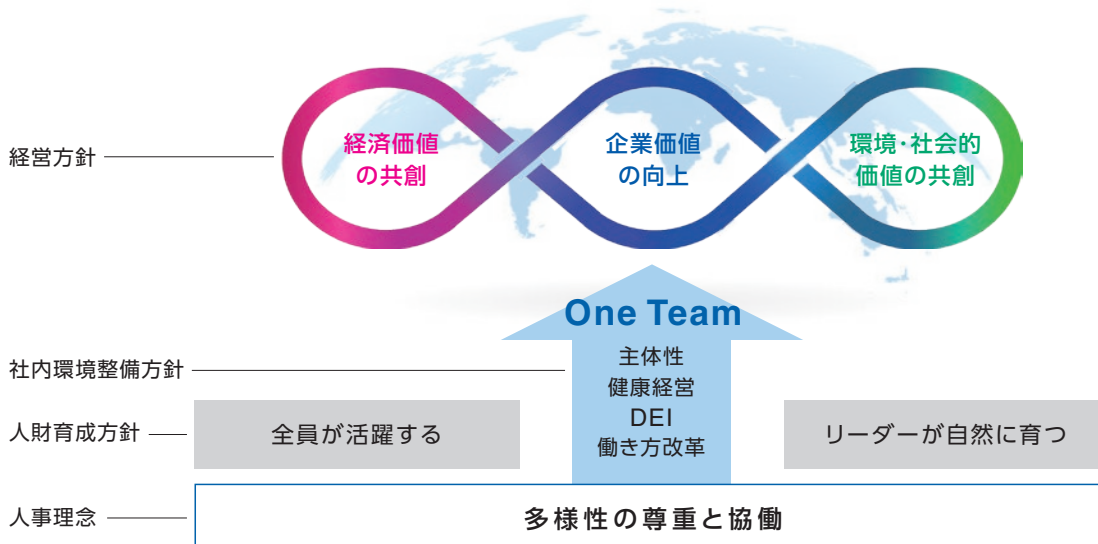 経営方針
経済価値
の共創
企業価値
の向上
環境・社会的
価値の共創
One Team
社内環境整備方針
主体性
健康経営
DEI
働き方改革
人財育成方針
全員が活躍する
リーダーが自然に育つ
人事理念
多様性の尊重と協働